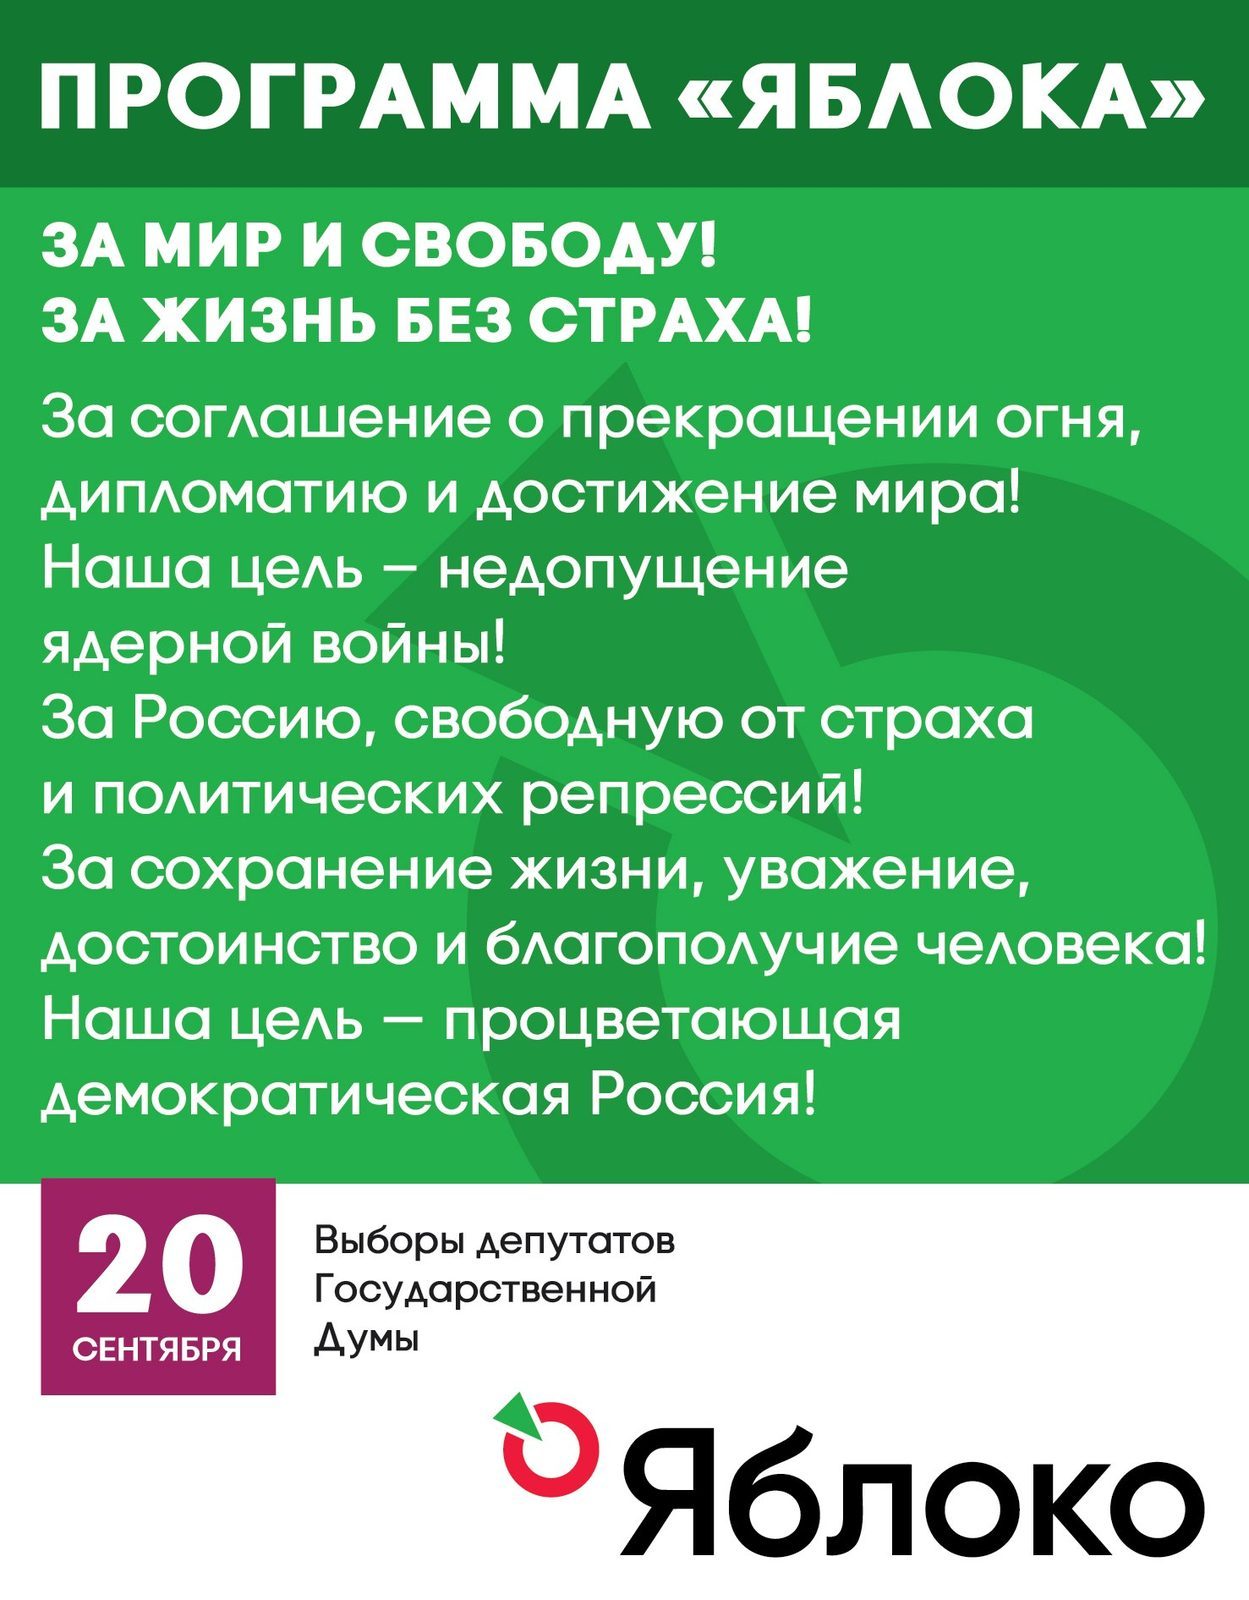 ПРОГРАММА «ЯБЛОКА»
ЗА МИР И СВОБОДУ!
ЗА ЖИЗНЬ БЕЗ СТРАХА!
За соглашение о прекращении огня,
дипломатию и достижение мира!
Наша цель – недопущение
ядерной войны!
За Россию, свободную от страха
и политических репрессий!
За сохранение жизни, уважение,
достоинство и благополучие человека!
Наша цель — процветающая
демократическая Россия!
20
СЕНТЯБРЯ
Выборы депутатов
Государственной
Думы
Яблоко